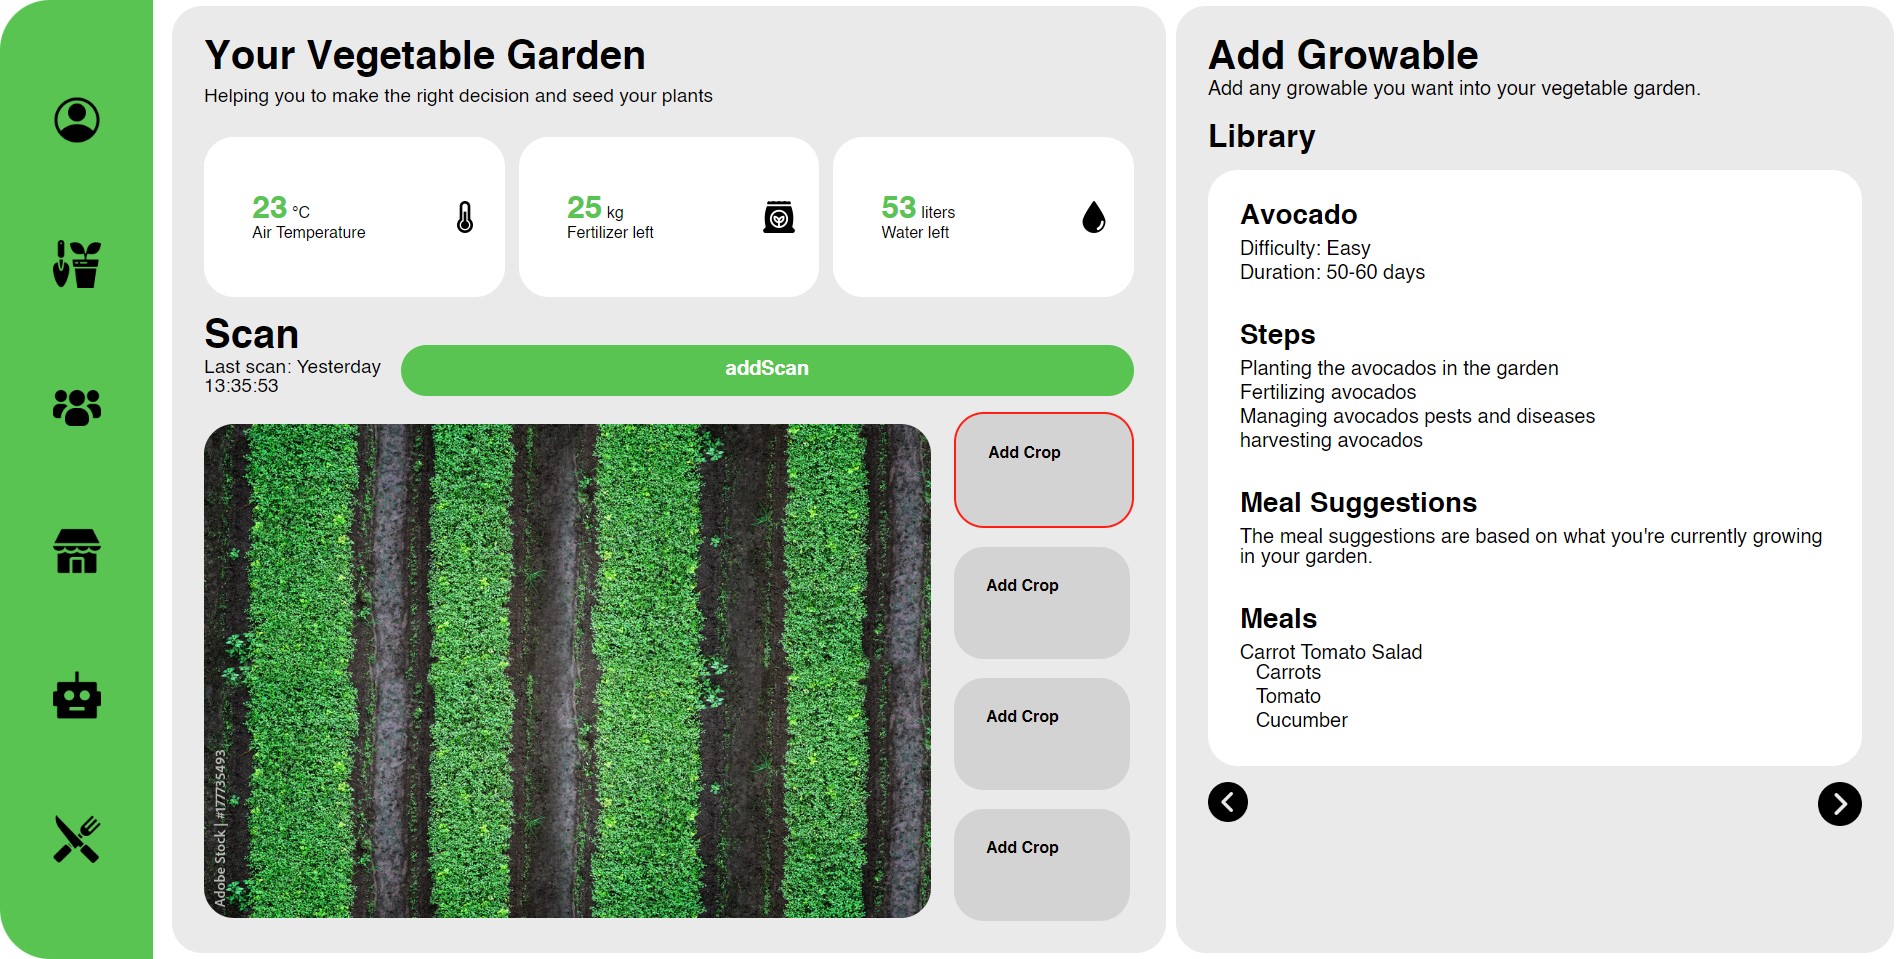 Your Vegetable Garden
Helping you to make the right decision and seed your plants
23 °C
Air Temperature
25 kg
Fertilizer left
53 liters
Water left
Scan
Last scan: Yesterday
13:35:53
addScan
Adobe Stock | #177735493
Add Crop
Add Crop
Add Crop
Add Crop
Add Growable
Add any growable you want into your vegetable garden.
Library
Avocado
Difficulty: Easy
Duration: 50-60 days
Steps
Planting the avocados in the garden
Fertilizing avocados
Managing avocados pests and diseases
harvesting avocados
Meal Suggestions
The meal suggestions are based on what you're currently growing
in your garden.
Meals
Carrot Tomato Salad
Carrots
Tomato
Cucumber